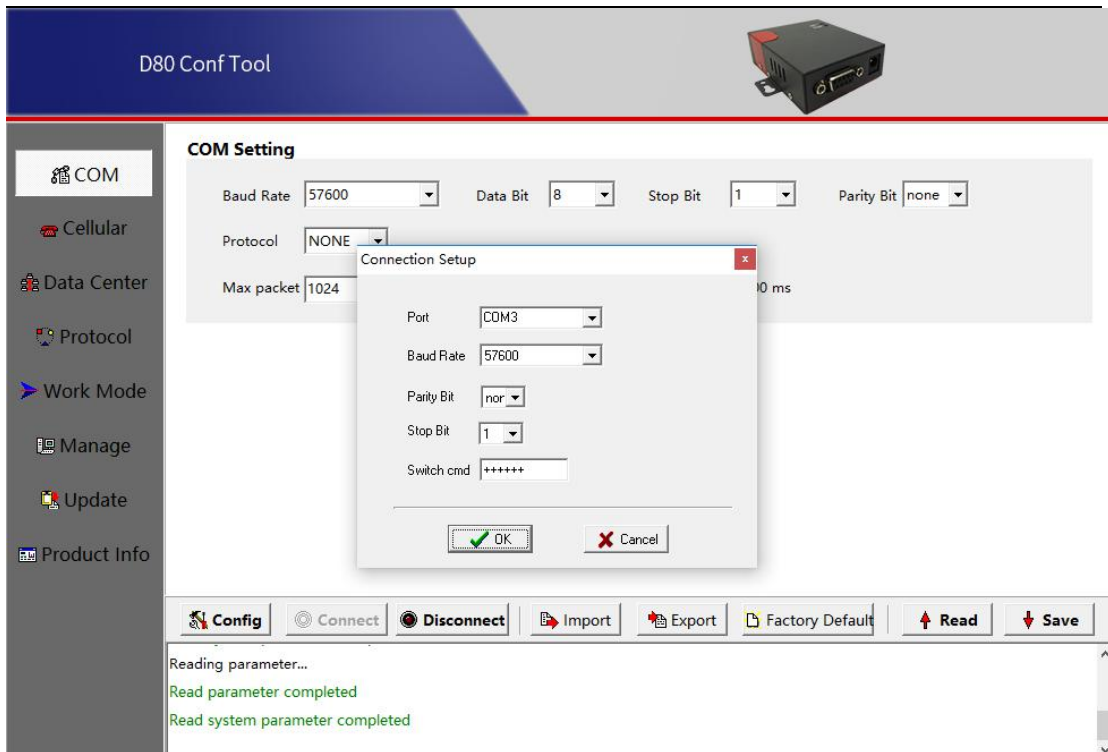 D80 Conf Tool
COM Setting
COM
Cellular
Data Center
Protocol
Work Mode
Manage
Update
Product Info
Baud Rate 57600 Data Bit 8 Stop Bit 1 Parity Bit none
Protocol NONE
Max packet 1024 00 ms
Connection Setup
Port COM3
Baud Rate 57600
Parity Bit nor
Stop Bit 1
Switch cmd ++++++
OK Cancel
Config Connect Disconnect Import Export Factory Default Read Save
Reading parameter...
Read parameter completed
Read system parameter completed